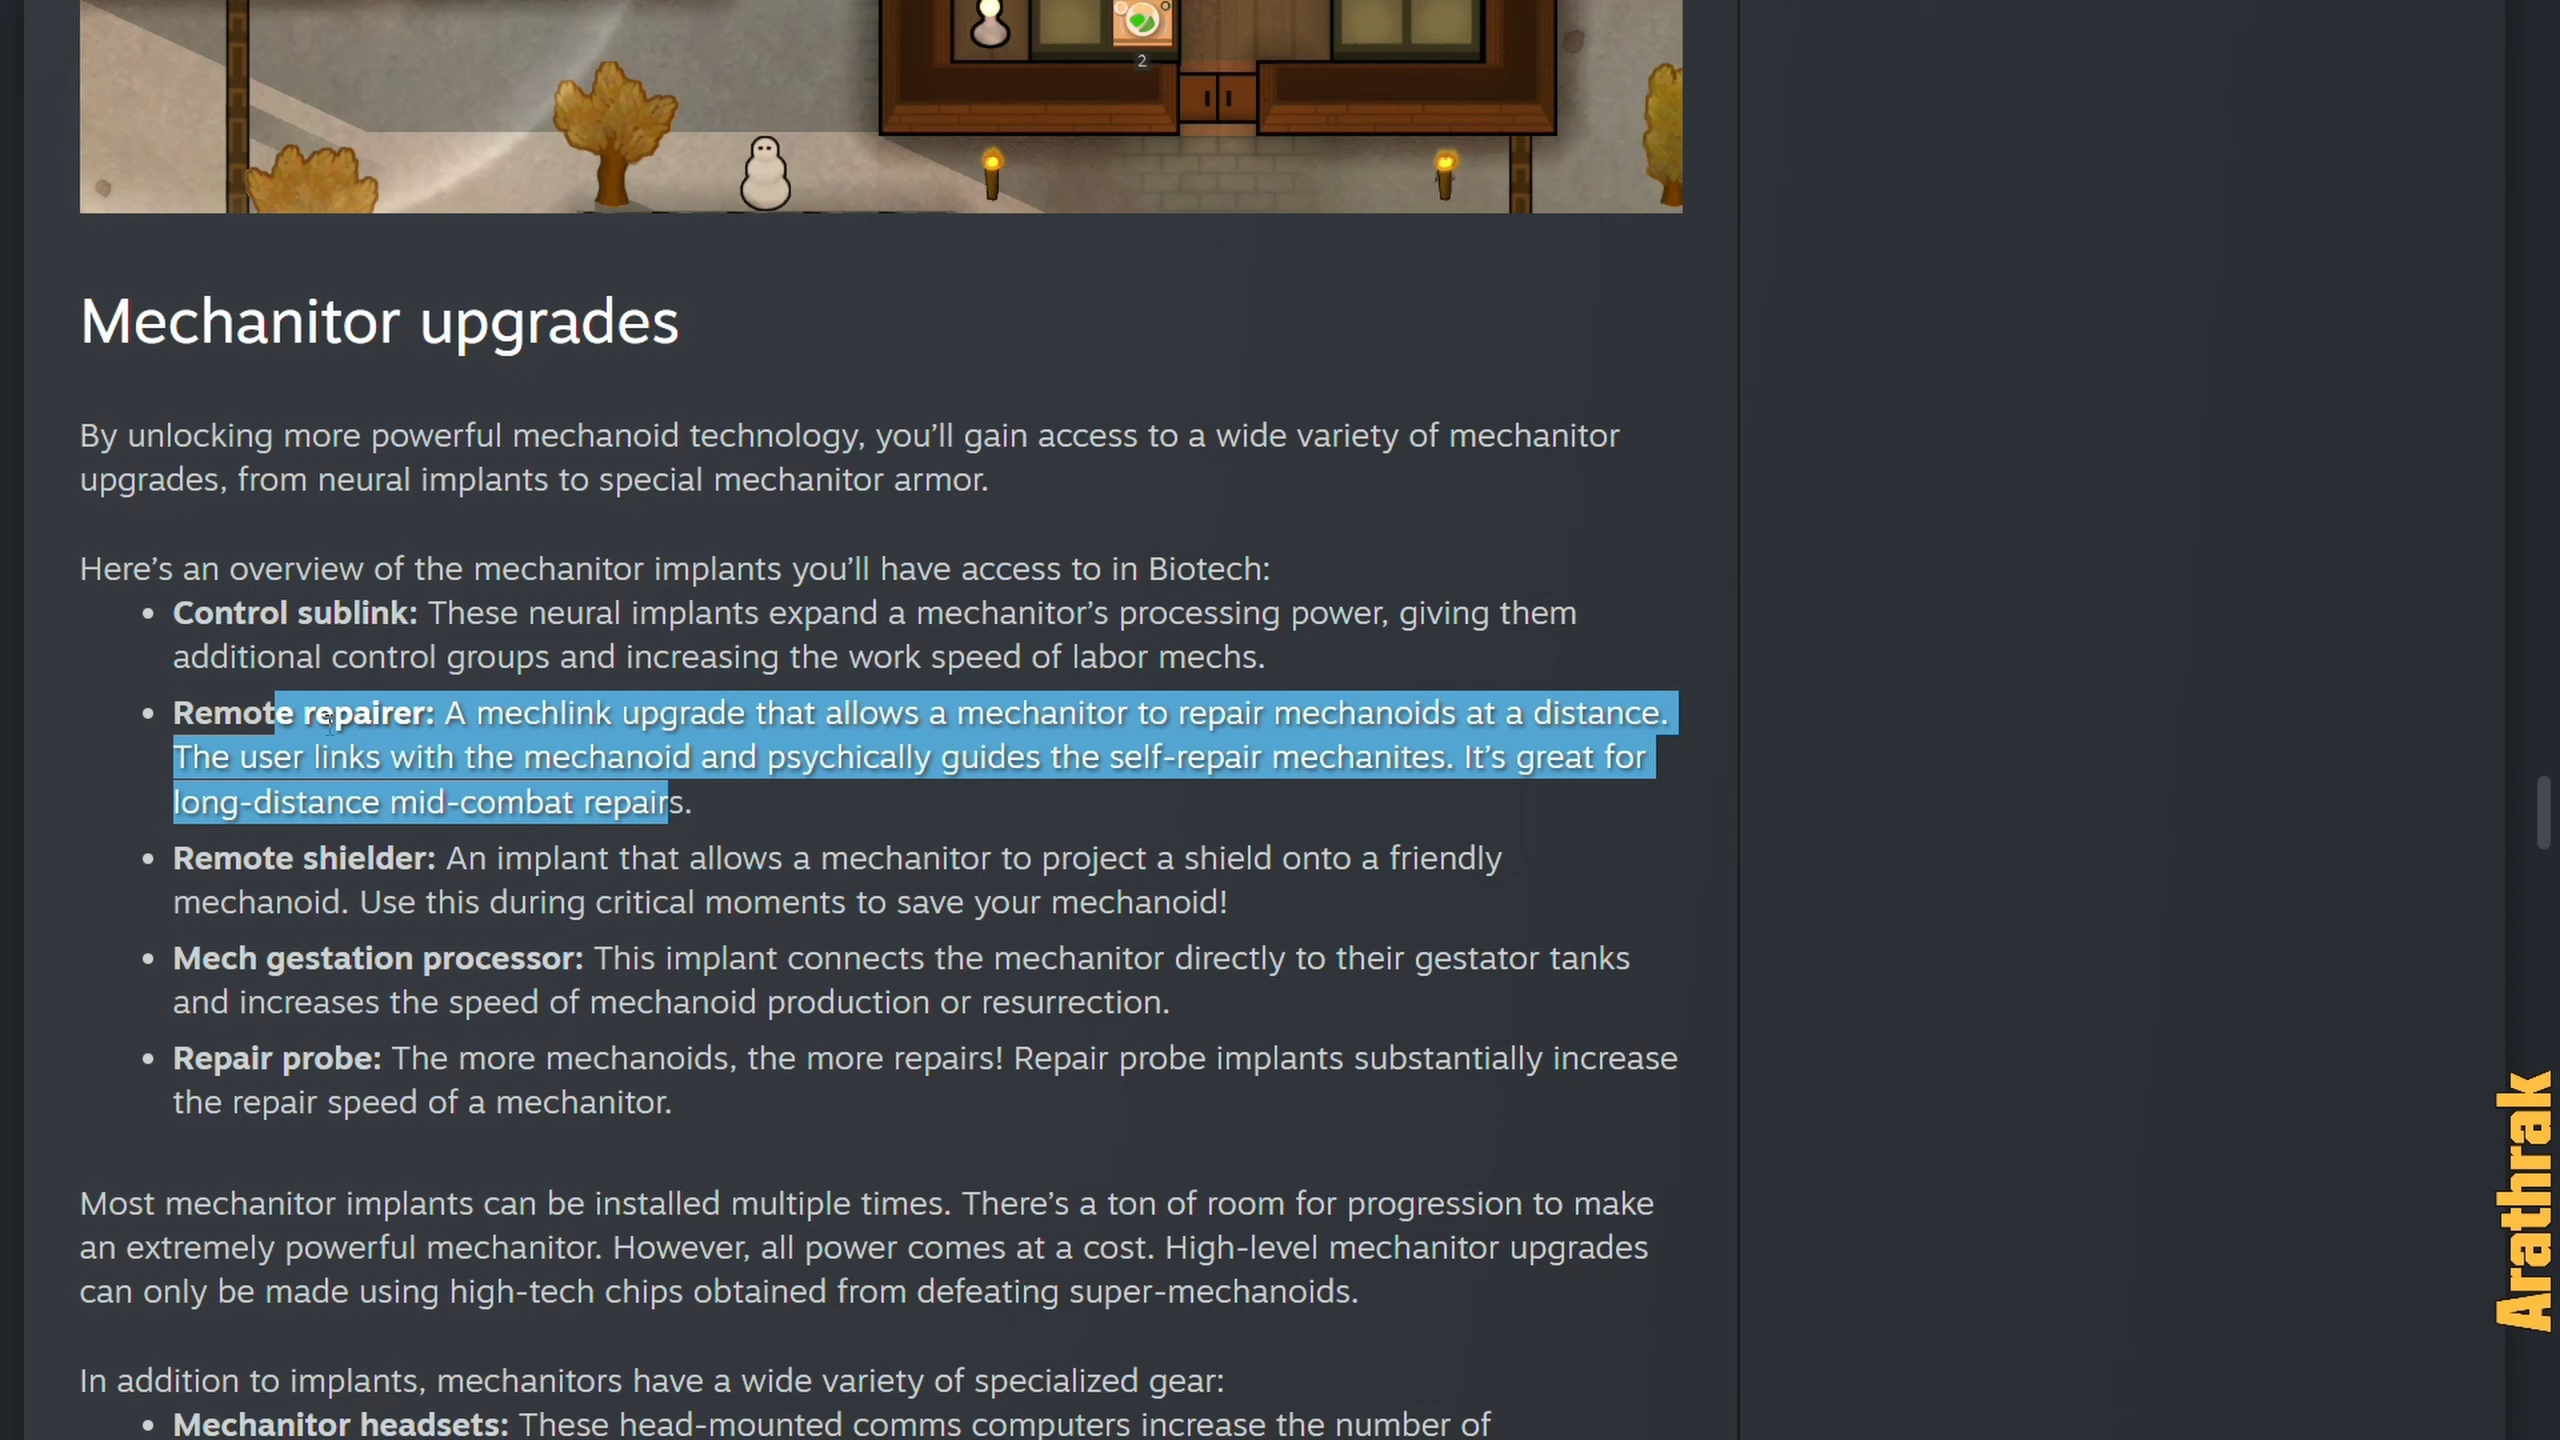 2
Mechanitor upgrades
By unlocking more powerful mechanoid technology, you’ll gain access to a wide variety of mechanitor
upgrades, from neural implants to special mechanitor armor.
Here’s an overview of the mechanitor implants you’ll have access to in Biotech:
• Control sublink: These neural implants expand a mechanitor’s processing power, giving them
additional control groups and increasing the work speed of labor mechs.
• Remote repairer: A mechlink upgrade that allows a mechanitor to repair mechanoids at a distance.
The user links with the mechanoid and psychically guides the self-repair mechanites. It’s great for
long-distance mid-combat repairs.
• Remote shielder: An implant that allows a mechanitor to project a shield onto a friendly
mechanoid. Use this during critical moments to save your mechanoid!
• Mech gestation processor: This implant connects the mechanitor directly to their gestator tanks
and increases the speed of mechanoid production or resurrection.
• Repair probe: The more mechanoids, the more repairs! Repair probe implants substantially increase
the repair speed of a mechanitor.
Most mechanitor implants can be installed multiple times. There’s a ton of room for progression to make
an extremely powerful mechanitor. However, all power comes at a cost. High-level mechanitor upgrades
can only be made using high-tech chips obtained from defeating super-mechanoids.
In addition to implants, mechanitors have a wide variety of specialized gear:
• Mechanitor headsets: These head-mounted comms computers increase the number of
Arathrak